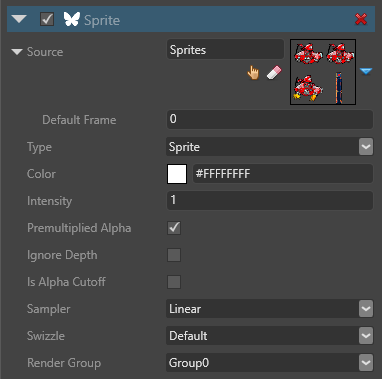 Sprite
Source Sprites
Default Frame 0
Type Sprite
Color #FFFFFFFF
Intensity 1
Premultiplied Alpha
Ignore Depth
Is Alpha Cutoff
Sampler Linear
Swizzle Default
Render Group Group0